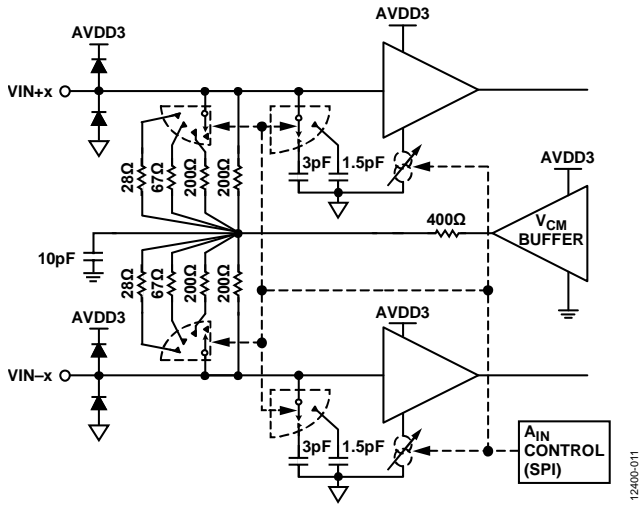 AVDD3
AVDD3
VIN+x
28Ω
67Ω
200Ω
200Ω
3pF
1.5pF
AVDD3
400Ω
VCM
BUFFER
10pF
28Ω
67Ω
200Ω
200Ω
AVDD3
AVDD3
VIN–x
3pF
1.5pF
AIN
CONTROL
(SPI)
12400-011